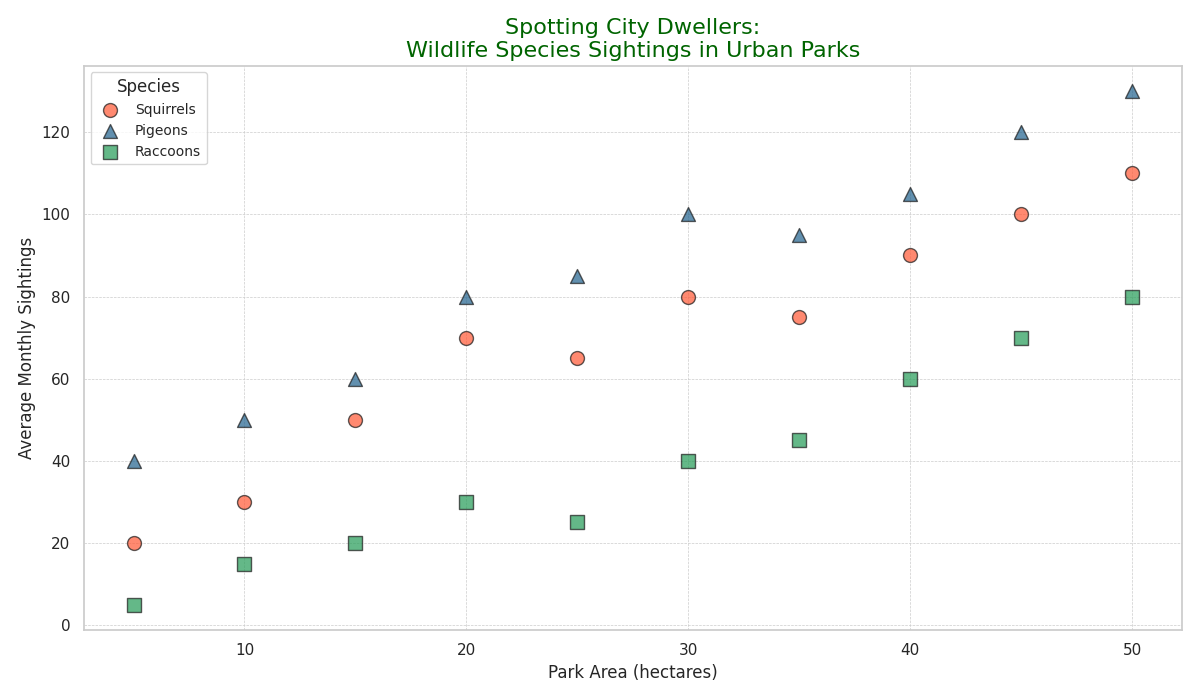 Spotting City Dwellers:
Wildlife Species Sightings in Urban Parks
Species
Squirrels
Pigeons
Raccoons
Average Monthly Sightings
120
100
80
60
40
20
0
10
20
30
40
50
Park Area (hectares)